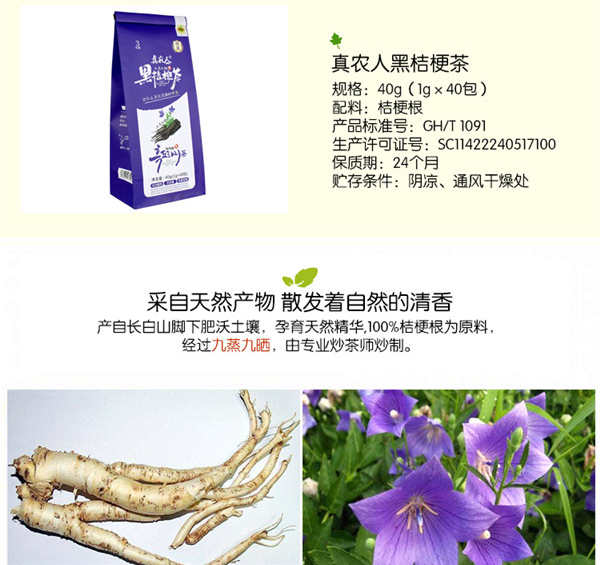 真农人黑桔梗茶
规格：40g（1g×40包）
配料：桔梗根
产品标准号：GH/T 1091
生产许可证号：SC11422240517100
保质期：24个月
贮存条件：阴凉、通风干燥处
黑桔梗茶
采自天然产物 散发着自然的清香
产自长白山脚下肥沃土壤，孕育天然精华,100%桔梗根为原料，
经过九蒸九晒，由专业炒茶师炒制。